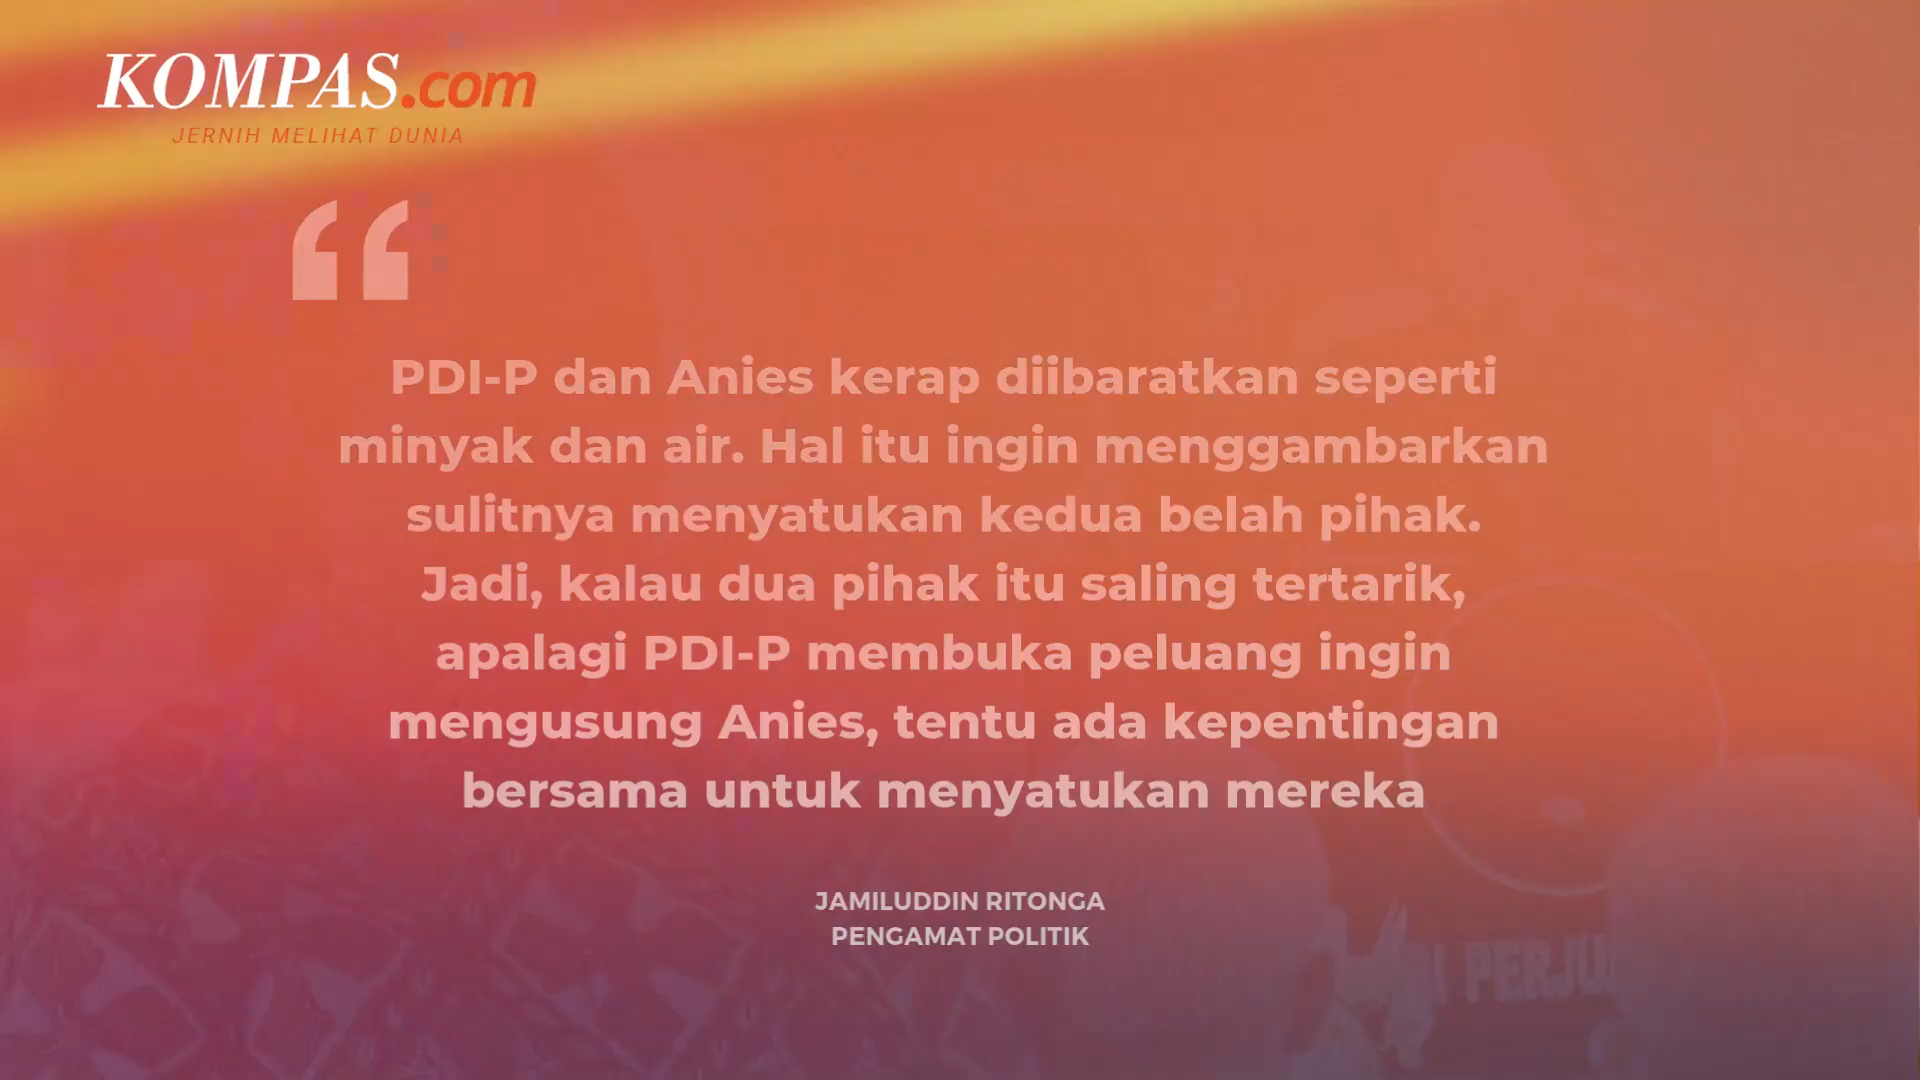 KOMPAS.com
JERNIH MELIHAT DUNIA
“
PDI-P dan Anies kerap diibaratkan seperti
minyak dan air. Hal itu ingin menggambarkan
sulitnya menyatukan kedua belah pihak.
Jadi, kalau dua pihak itu saling tertarik,
apalagi PDI-P membuka peluang ingin
mengusung Anies, tentu ada kepentingan
bersama untuk menyatukan mereka
JAMILUDDIN RITONGA
PENGAMAT POLITIK